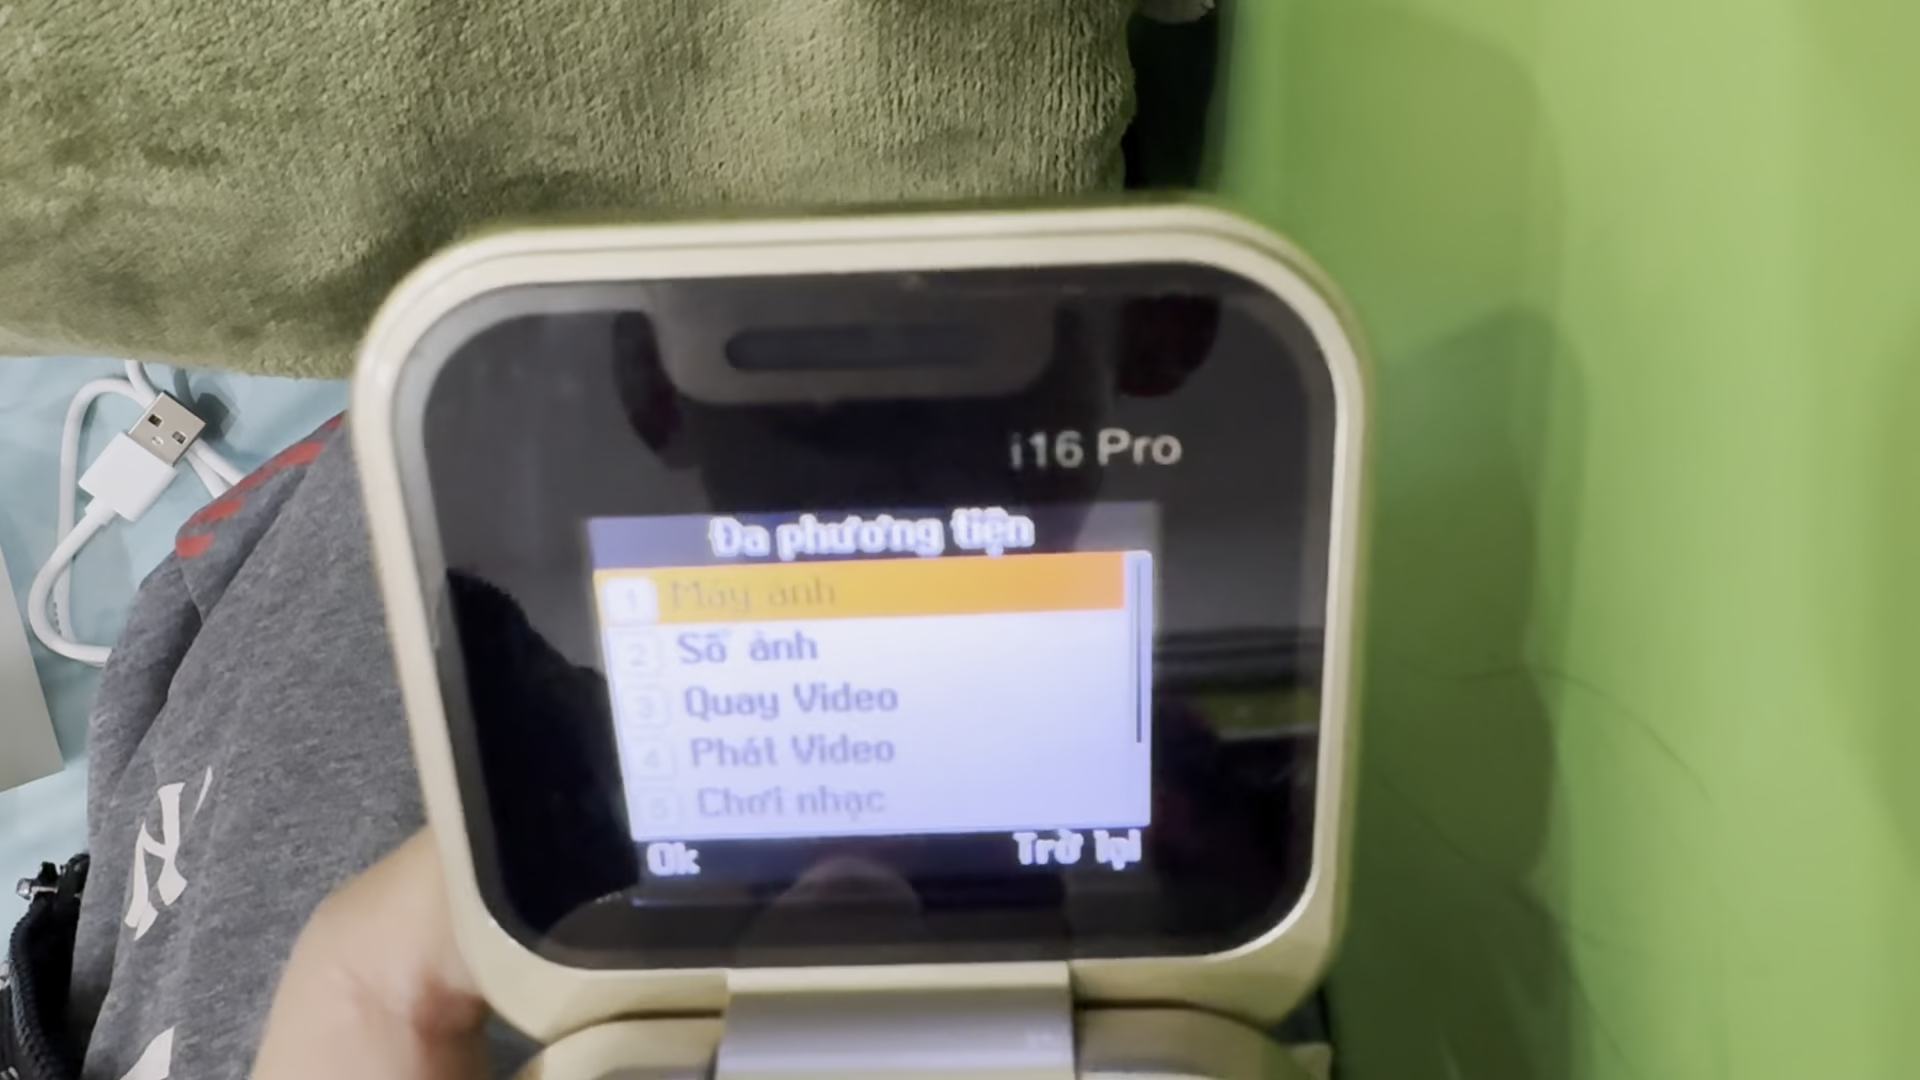 i16 Pro
Đa phương tiện
1 Máy ảnh
2 Sổ ảnh
3 Quay Video
4 Phát Video
5 Chơi nhạc
Ok Trở lại